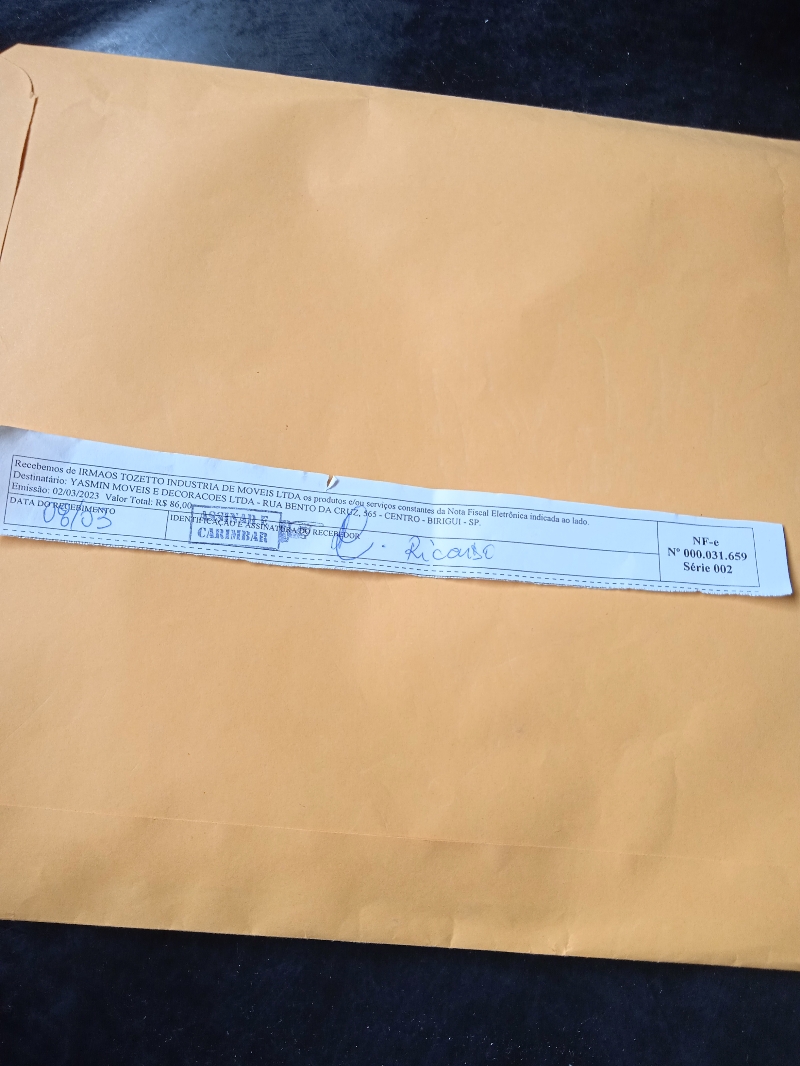 Recebemos de IRMAOS TOZETTO INDUSTRIA DE MOVEIS LTDA os produtos e/ou serviços constantes da Nota Fiscal Eletrônica indicada ao lado.
Destinatário: YASMIN MOVEIS E DECORACOES LTDA - RUA BENTO DA CRUZ, 565 - CENTRO - BIRIGUI - SP.
Emissão: 02/03/2023 Valor Total: R$ 86,00
DATA DO RECEBIMENTO
08/03
IDENTIFICAÇÃO E ASSINATURA DO RECEBEDOR
ASSINAR E
CARIMBAR
NF-e
Nº 000.031.659
Série 002